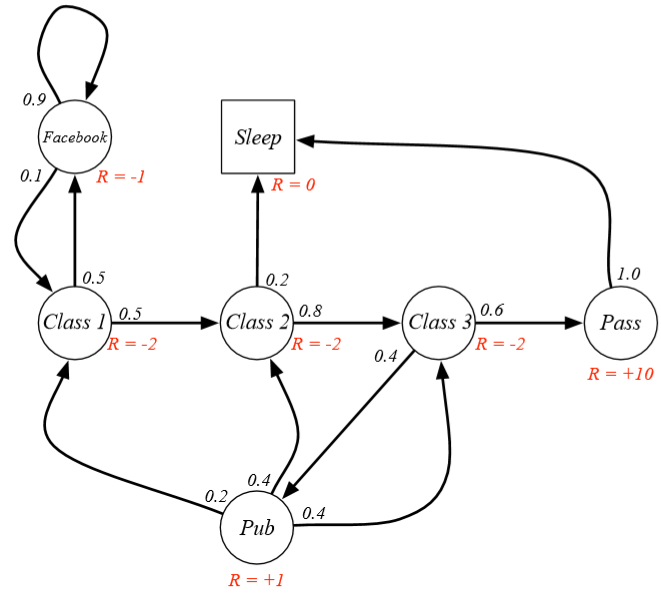 0.9
Facebook
Sleep
0.1
R = -1
R = 0
0.5
0.2
1.0
Class 1
0.5
Class 2
0.8
Class 3
0.6
Pass
R = -2
R = -2
R = -2
0.4
R = +10
0.4
0.2
0.4
Pub
R = +1